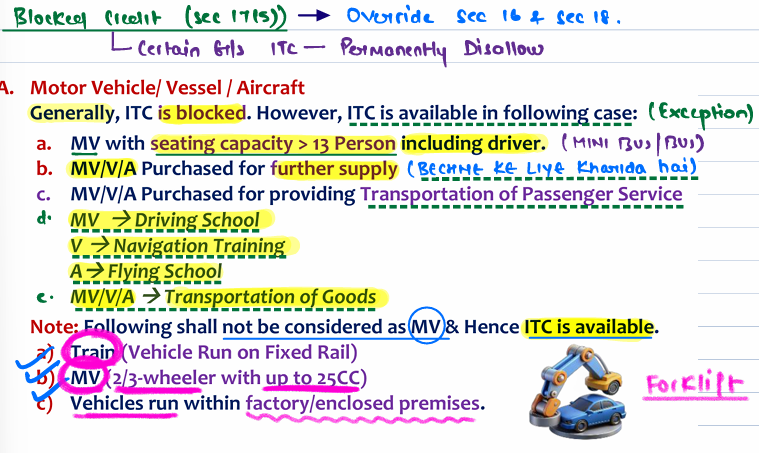 Blocked Credit (Sec 17(5)) → Override Sec 16 & Sec 18.
Certain G/s ITC — Permanently Disallow
A. Motor Vehicle/ Vessel / Aircraft
Generally, ITC is blocked. However, ITC is available in following case: (Exception)
a. MV with seating capacity > 13 Person including driver. (MINI BUS/BUS)
b. MV/V/A Purchased for further supply (BECHNE KE LIYE Kharida hai)
c. MV/V/A Purchased for providing Transportation of Passenger Service
d. MV → Driving School
V → Navigation Training
A → Flying School
e. MV/V/A → Transportation of Goods
Note: Following shall not be considered as MV & Hence ITC is available.
a) Train (Vehicle Run on Fixed Rail)
b) MV (2/3-wheeler with up to 25CC)
c) Vehicles run within factory/enclosed premises.
Forklift